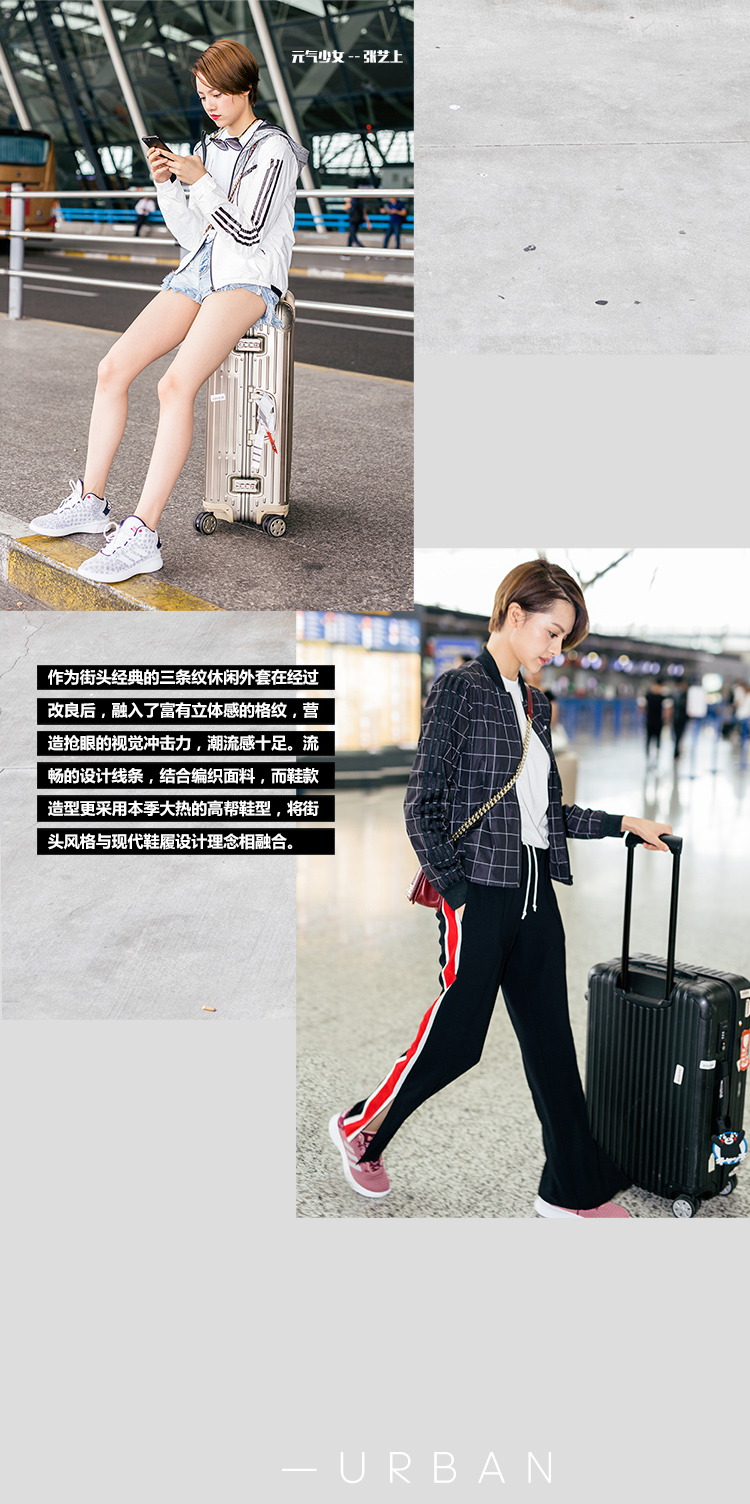 元气少女 -- 张艺上
作为街头经典的三条纹休闲外套在经过
改良后，融入了富有立体感的格纹，营
造抢眼的视觉冲击力，潮流感十足。流
畅的设计线条，结合编织面料，而鞋款
造型更采用本季大热的高帮鞋型，将街
头风格与现代鞋履设计理念相融合。
— URBAN